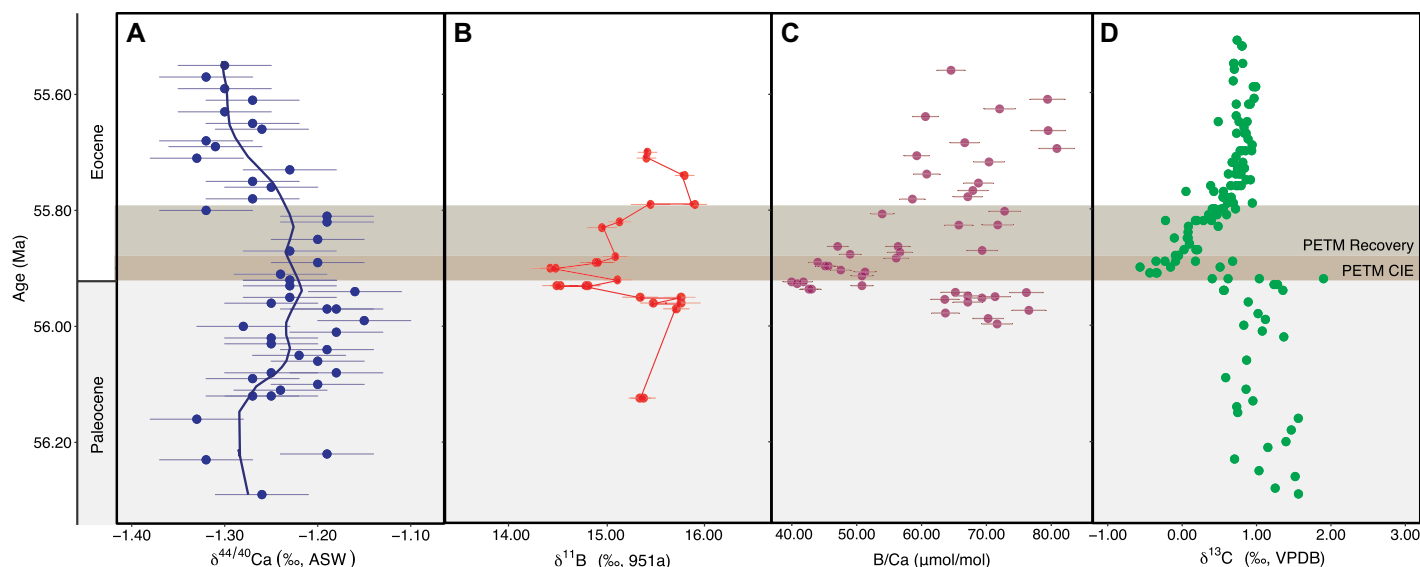 A
B
C
D
Age (Ma)
Eocene
Paleocene
55.60
55.80
56.00
56.20
PETM Recovery
PETM CIE
−1.40 −1.30 −1.20 −1.10
14.00 15.00 16.00
40.00 50.00 60.00 70.00 80.00
-1.00 0.00 1.00 2.00 3.00
δ44/40Ca (‰, ASW)
δ11B (‰, 951a)
B/Ca (μmol/mol)
δ13C (‰, VPDB)